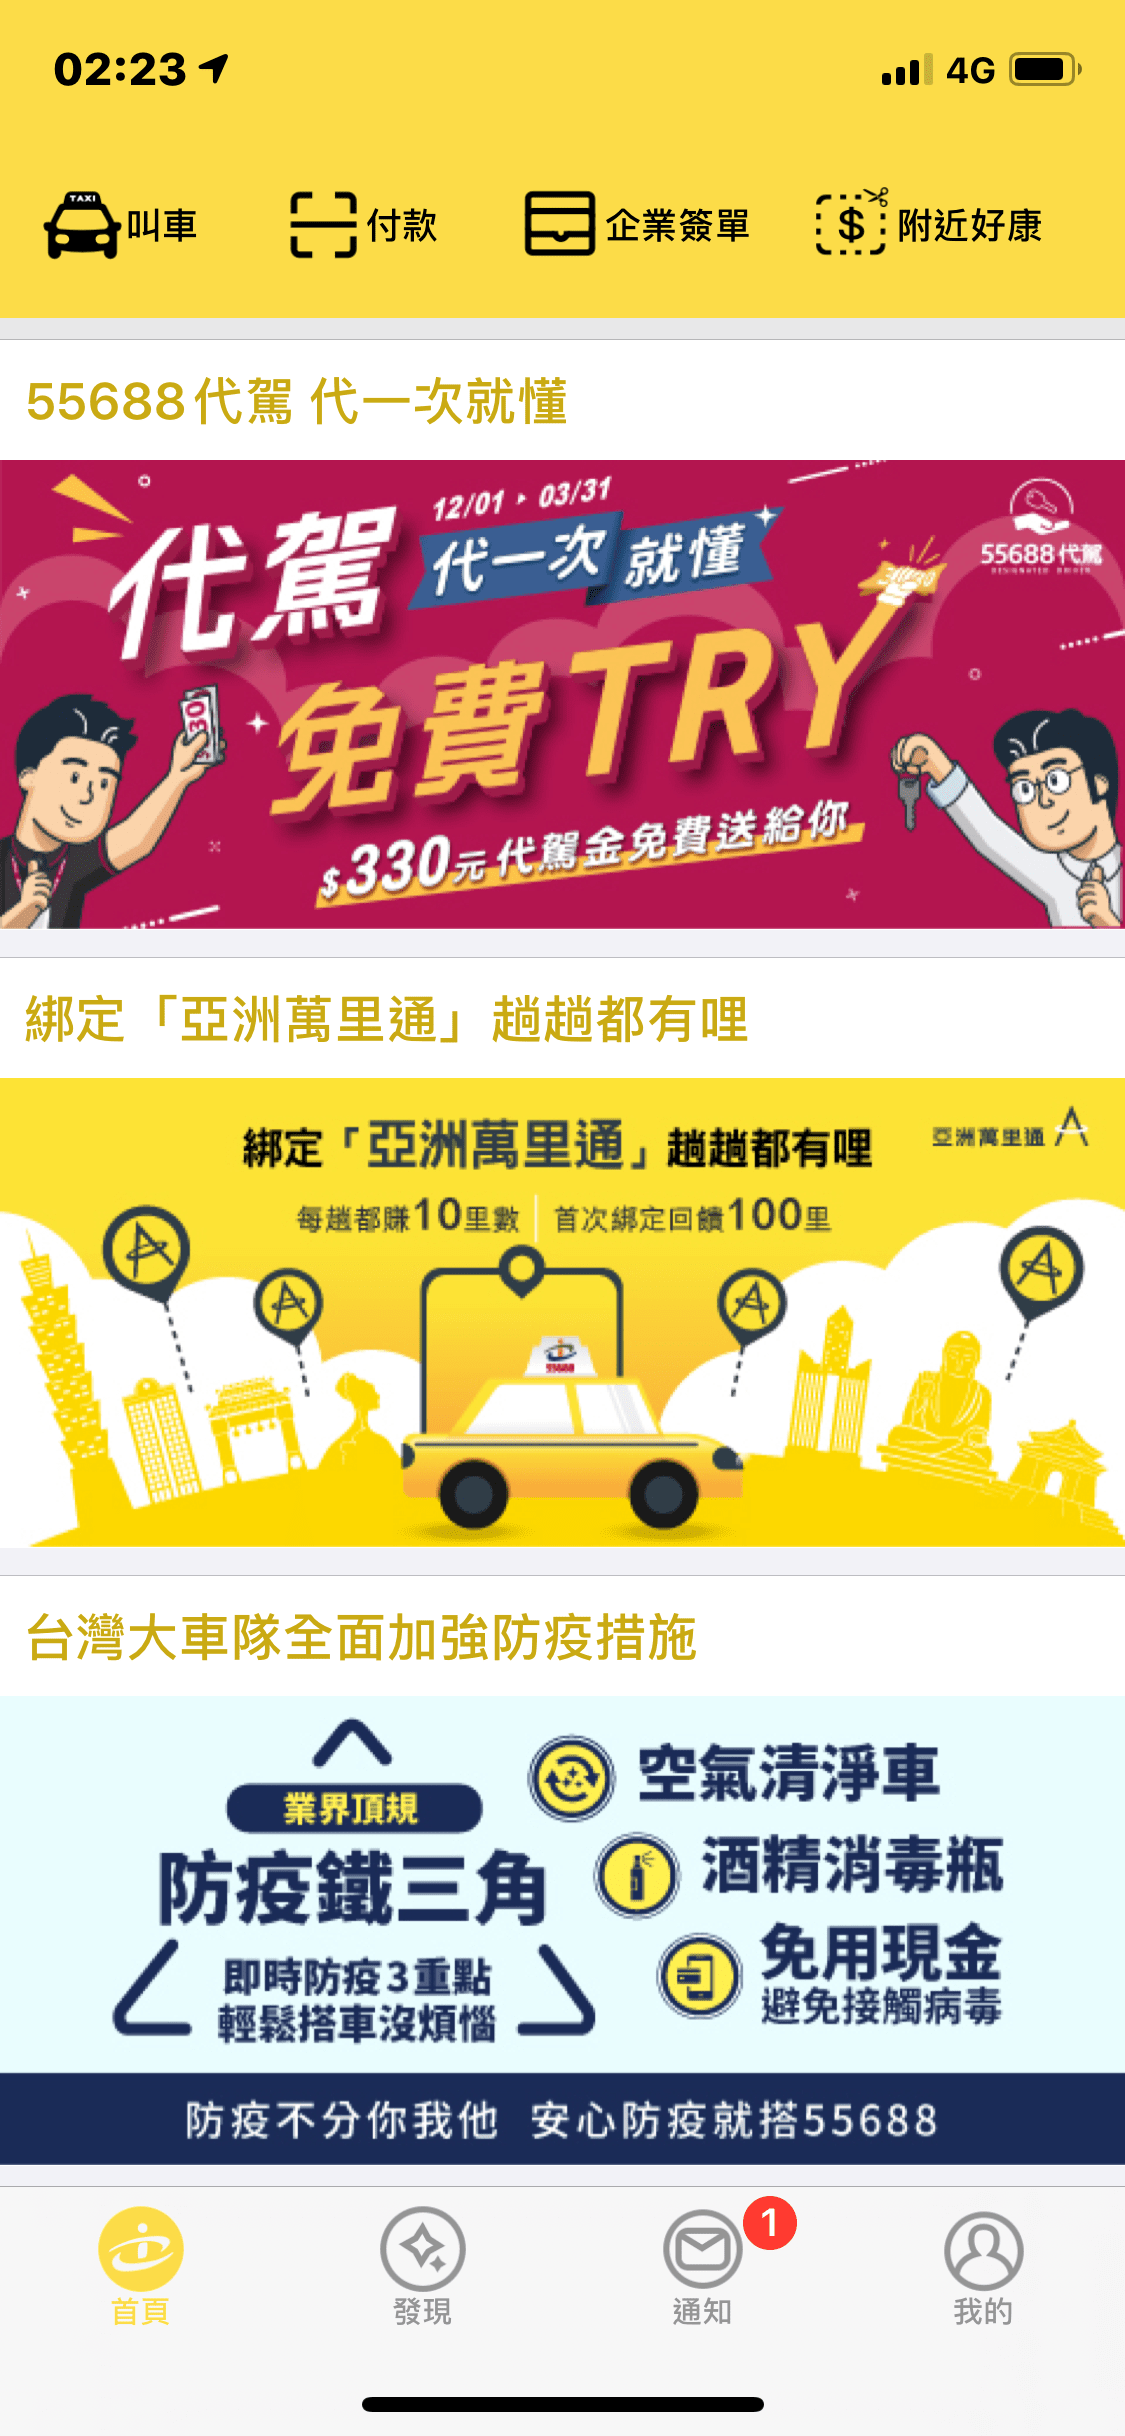 02:23
4G
TAXI
叫車
付款
企業簽單
附近好康
55688代駕 代一次就懂
12/01 ▸ 03/31
代駕
代一次 就懂
免費TRY
$330元代駕金免費送給你
55688代駕
DESIGNATED DRIVER
綁定「亞洲萬里通」趟趟都有哩
綁定「亞洲萬里通」趟趟都有哩
亞洲萬里通
每趟都賺10里數 | 首次綁定回饋100里
55688
台灣大車隊全面加強防疫措施
業界頂規
防疫鐵三角
即時防疫3重點
輕鬆搭車沒煩惱
空氣清淨車
酒精消毒瓶
免用現金
避免接觸病毒
防疫不分你我他 安心防疫就搭55688
首頁
發現
通知
1
我的